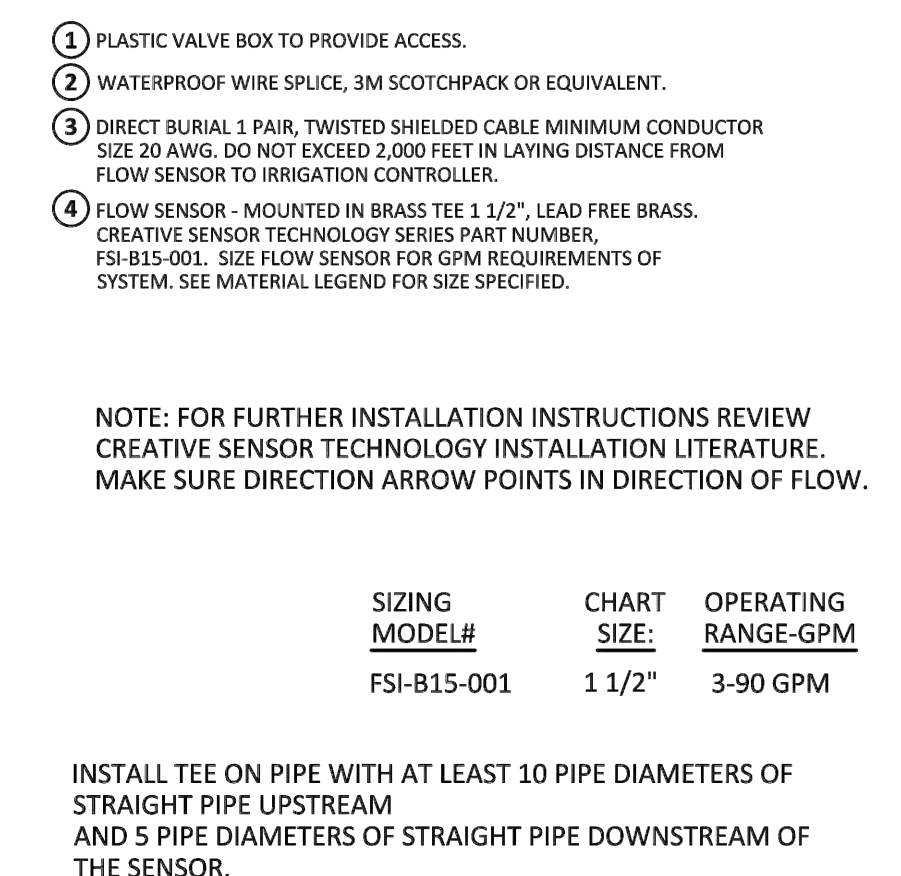 1 PLASTIC VALVE BOX TO PROVIDE ACCESS.
2 WATERPROOF WIRE SPLICE, 3M SCOTCHPACK OR EQUIVALENT.
3 DIRECT BURIAL 1 PAIR, TWISTED SHIELDED CABLE MINIMUM CONDUCTOR
SIZE 20 AWG. DO NOT EXCEED 2,000 FEET IN LAYING DISTANCE FROM
FLOW SENSOR TO IRRIGATION CONTROLLER.
4 FLOW SENSOR - MOUNTED IN BRASS TEE 1 1/2", LEAD FREE BRASS.
CREATIVE SENSOR TECHNOLOGY SERIES PART NUMBER,
FSI-B15-001. SIZE FLOW SENSOR FOR GPM REQUIREMENTS OF
SYSTEM. SEE MATERIAL LEGEND FOR SIZE SPECIFIED.
NOTE: FOR FURTHER INSTALLATION INSTRUCTIONS REVIEW
CREATIVE SENSOR TECHNOLOGY INSTALLATION LITERATURE.
MAKE SURE DIRECTION ARROW POINTS IN DIRECTION OF FLOW.
SIZING CHART OPERATING
MODEL# SIZE: RANGE-GPM
FSI-B15-001 1 1/2" 3-90 GPM
INSTALL TEE ON PIPE WITH AT LEAST 10 PIPE DIAMETERS OF
STRAIGHT PIPE UPSTREAM
AND 5 PIPE DIAMETERS OF STRAIGHT PIPE DOWNSTREAM OF
THE SENSOR.